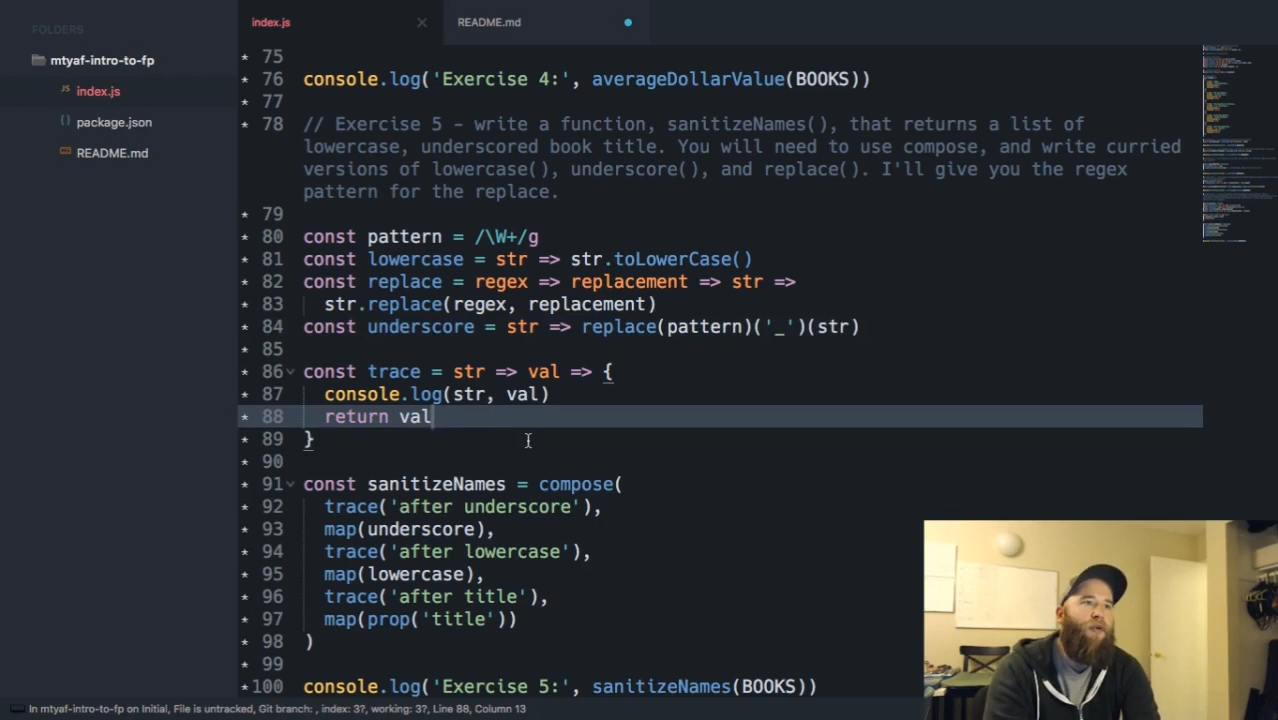 FOLDERS
mtyaf-intro-to-fp
JS index.js
{} package.json
README.md
index.js ×
README.md
* 75
* 76 console.log('Exercise 4:', averageDollarValue(BOOKS))
* 77
* 78 // Exercise 5 - write a function, sanitizeNames(), that returns a list of
lowercase, underscored book title. You will need to use compose, and write curried
versions of lowercase(), underscore(), and replace(). I'll give you the regex
pattern for the replace.
* 79
* 80 const pattern = /\W+/g
* 81 const lowercase = str => str.toLowerCase()
* 82 const replace = regex => replacement => str =>
* 83 str.replace(regex, replacement)
* 84 const underscore = str => replace(pattern)('_')(str)
* 85
* 86 const trace = str => val => {
* 87 console.log(str, val)
* 88 return val
* 89 }
* 90
* 91 const sanitizeNames = compose(
* 92 trace('after underscore'),
* 93 map(underscore),
* 94 trace('after lowercase'),
* 95 map(lowercase),
* 96 trace('after title'),
* 97 map(prop('title'))
* 98 )
* 99
* 100 console.log('Exercise 5:', sanitizeNames(BOOKS))
In mtyaf-intro-to-fp on Initial, File is untracked, Git branch: , index: 3?, working: 3?, Line 88, Column 13